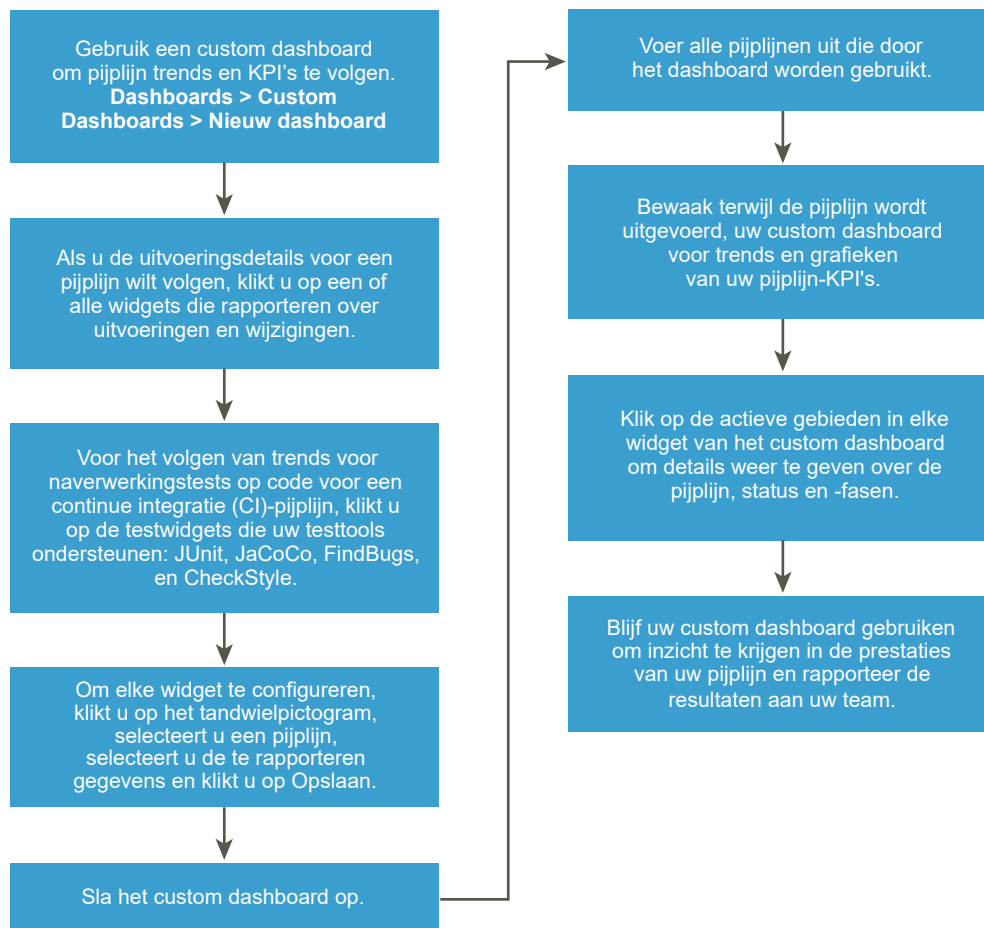 Gebruik een custom dashboard
om pijplijn trends en KPI’s te volgen.
Dashboards > Custom
Dashboards > Nieuw dashboard
Als u de uitvoeringsdetails voor een
pijplijn wilt volgen, klikt u op een of
alle widgets die rapporteren over
uitvoeringen en wijzigingen.
Voor het volgen van trends voor
naverwerkingstests op code voor een
continue integratie (CI)-pijplijn, klikt u
op de testwidgets die uw testtools
ondersteunen: JUnit, JaCoCo, FindBugs,
en CheckStyle.
Om elke widget te configureren,
klikt u op het tandwielpictogram,
selecteert u een pijplijn,
selecteert u de te rapporteren
gegevens en klikt u op Opslaan.
Sla het custom dashboard op.
Voer alle pijplijnen uit die door
het dashboard worden gebruikt.
Bewaak terwijl de pijplijn wordt
uitgevoerd, uw custom dashboard
voor trends en grafieken
van uw pijplijn-KPI's.
Klik op de actieve gebieden in elke
widget van het custom dashboard
om details weer te geven over de
pijplijn, status en -fasen.
Blijf uw custom dashboard gebruiken
om inzicht te krijgen in de prestaties
van uw pijplijn en rapporteer de
resultaten aan uw team.